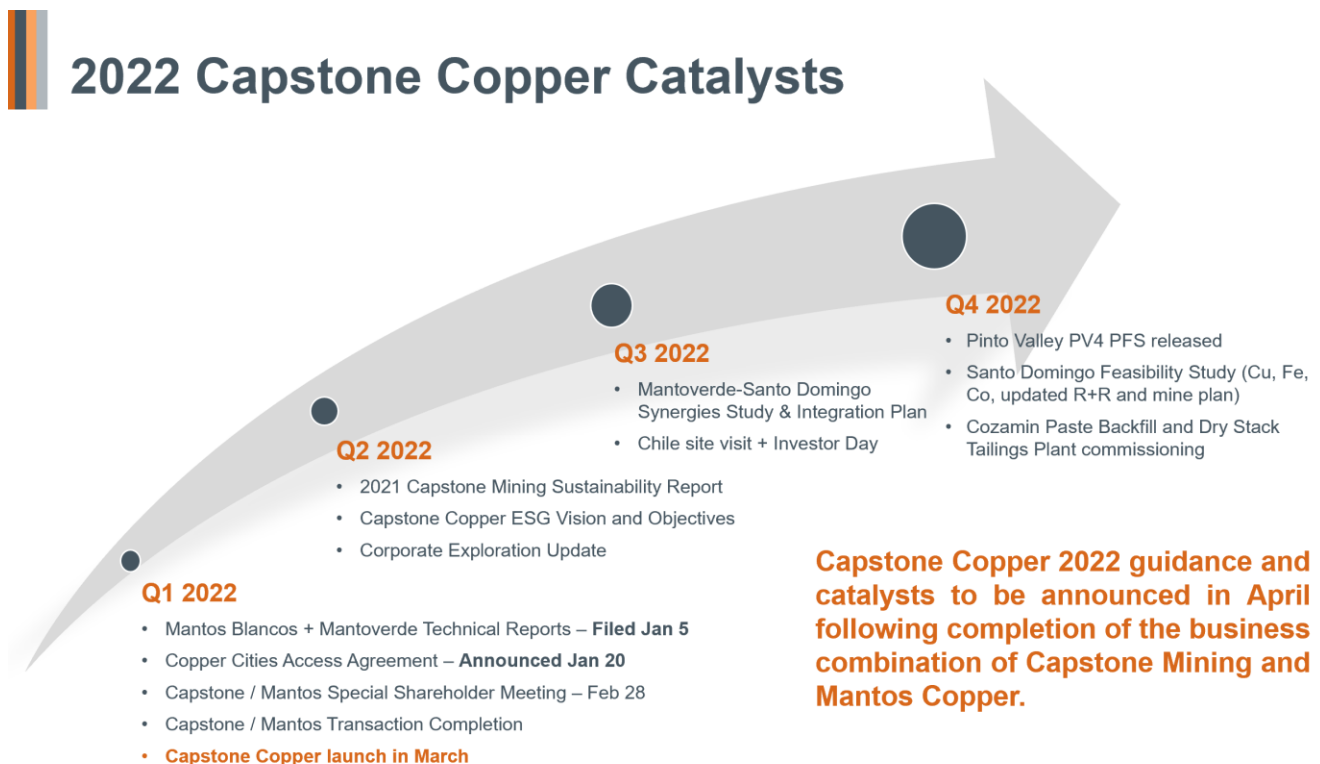 2022 Capstone Copper Catalysts
Q1 2022
• Mantos Blancos + Mantoverde Technical Reports – Filed Jan 5
• Copper Cities Access Agreement – Announced Jan 20
• Capstone / Mantos Special Shareholder Meeting – Feb 28
• Capstone / Mantos Transaction Completion
• Capstone Copper launch in March
Q2 2022
• 2021 Capstone Mining Sustainability Report
• Capstone Copper ESG Vision and Objectives
• Corporate Exploration Update
Q3 2022
• Mantoverde-Santo Domingo
Synergies Study & Integration Plan
• Chile site visit + Investor Day
Q4 2022
• Pinto Valley PV4 PFS released
• Santo Domingo Feasibility Study (Cu, Fe,
Co, updated R+R and mine plan)
• Cozamin Paste Backfill and Dry Stack
Tailings Plant commissioning
Capstone Copper 2022 guidance and
catalysts to be announced in April
following completion of the business
combination of Capstone Mining and
Mantos Copper.